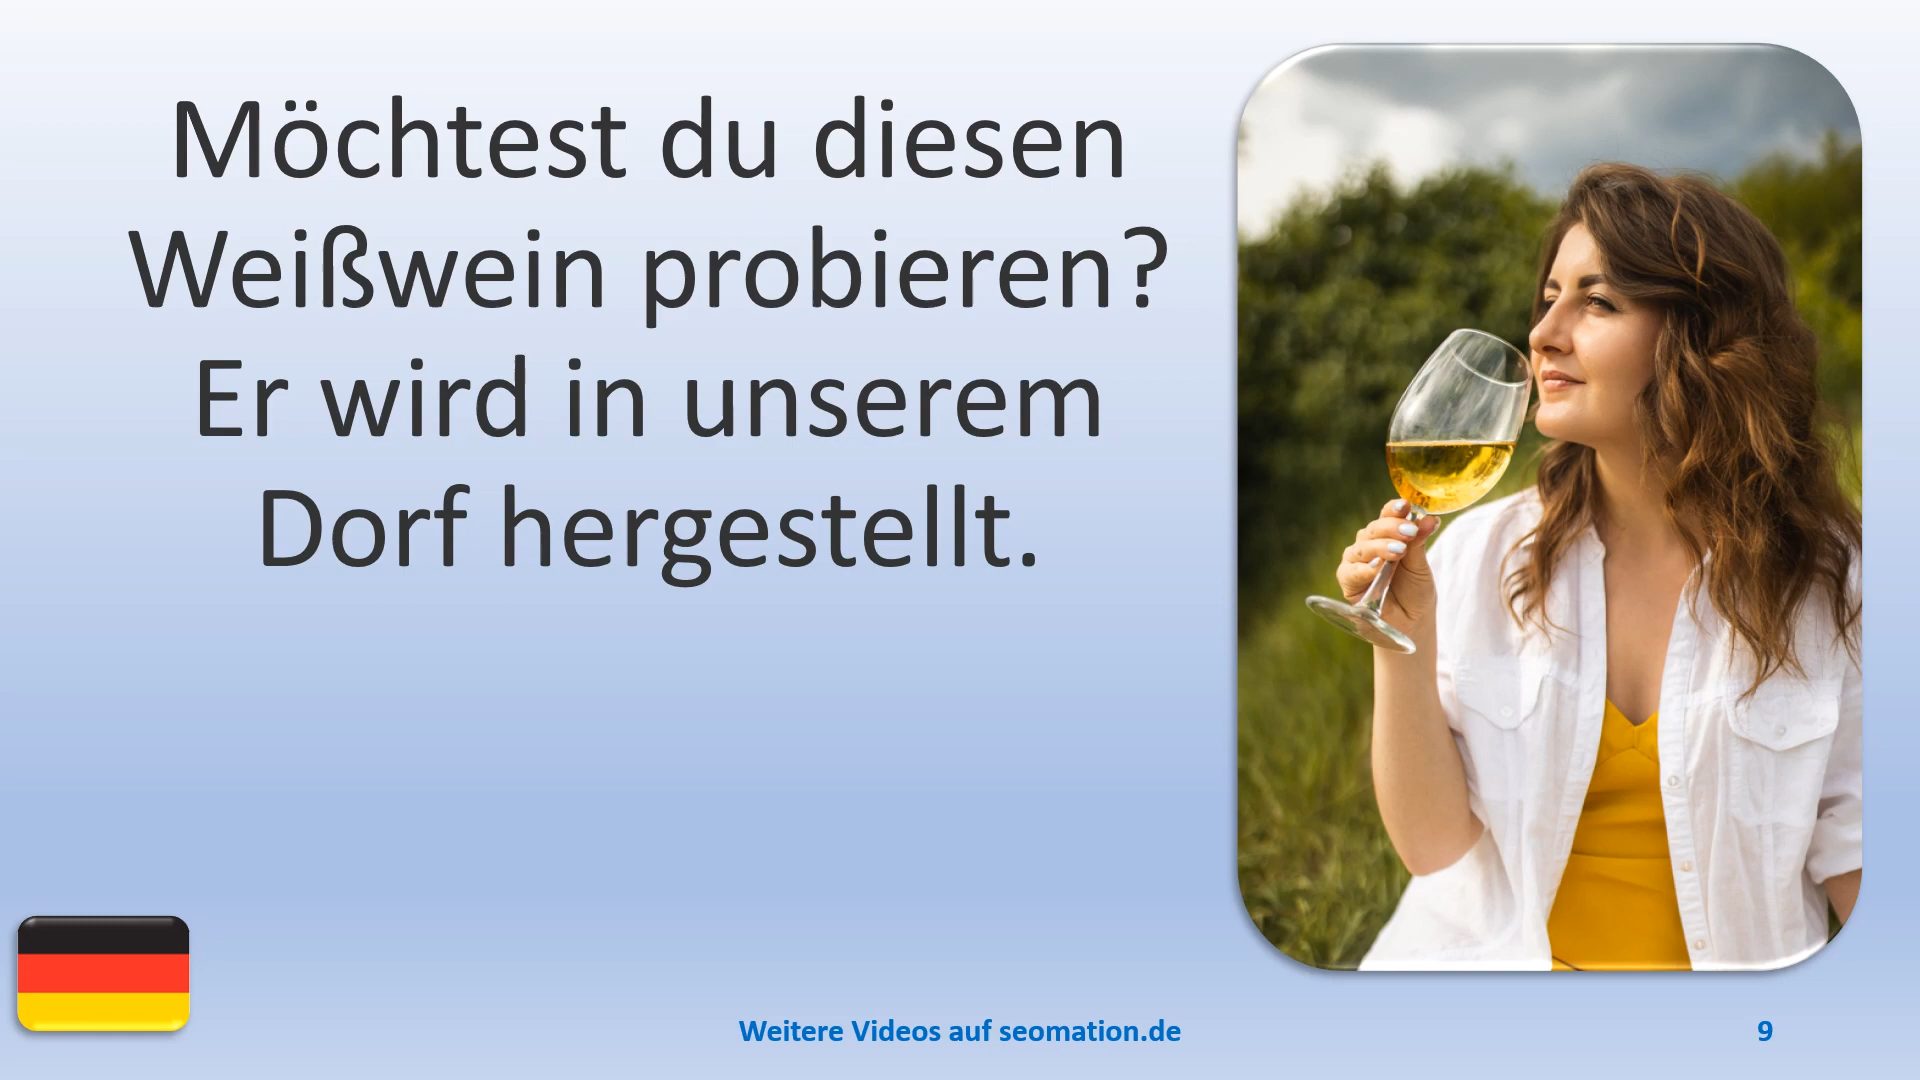 Möchtest du diesen
Weißwein probieren?
Er wird in unserem
Dorf hergestellt.
Weitere Videos auf seomation.de
9